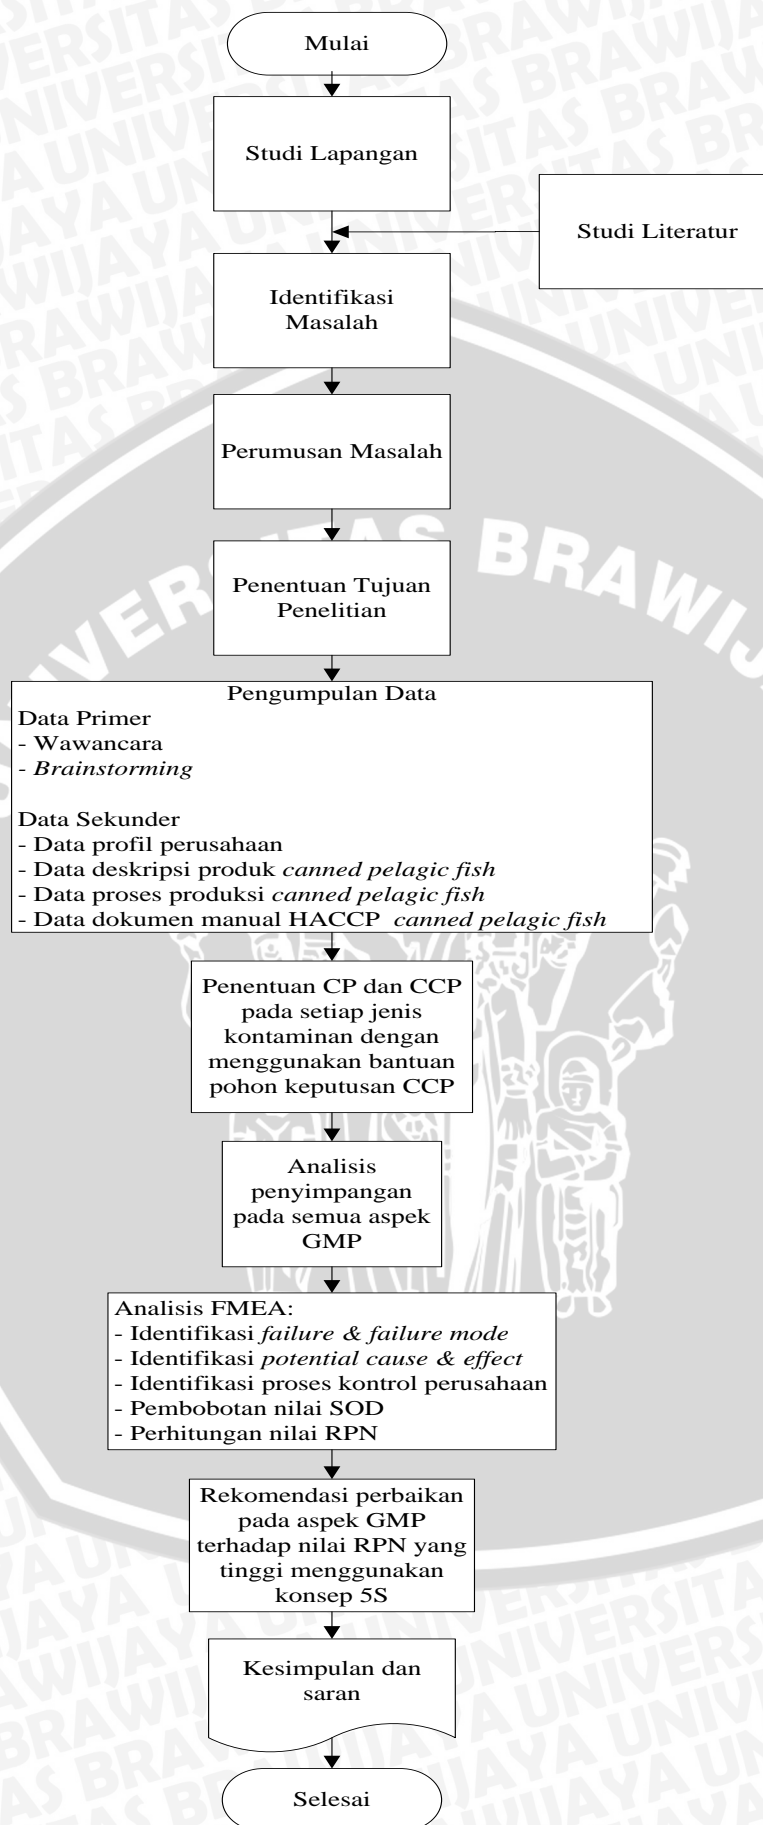 Mulai
Studi Lapangan
Studi Literatur
Identifikasi
Masalah
Perumusan Masalah
Penentuan Tujuan
Penelitian
Pengumpulan Data
Data Primer
- Wawancara
- Brainstorming
Data Sekunder
- Data profil perusahaan
- Data deskripsi produk canned pelagic fish
- Data proses produksi canned pelagic fish
- Data dokumen manual HACCP canned pelagic fish
Penentuan CP dan CCP
pada setiap jenis
kontaminan dengan
menggunakan bantuan
pohon keputusan CCP
Analisis
penyimpangan
pada semua aspek
GMP
Analisis FMEA:
- Identifikasi failure & failure mode
- Identifikasi potential cause & effect
- Identifikasi proses kontrol perusahaan
- Pembobotan nilai SOD
- Perhitungan nilai RPN
Rekomendasi perbaikan
pada aspek GMP
terhadap nilai RPN yang
tinggi menggunakan
konsep 5S
Kesimpulan dan
saran
Selesai